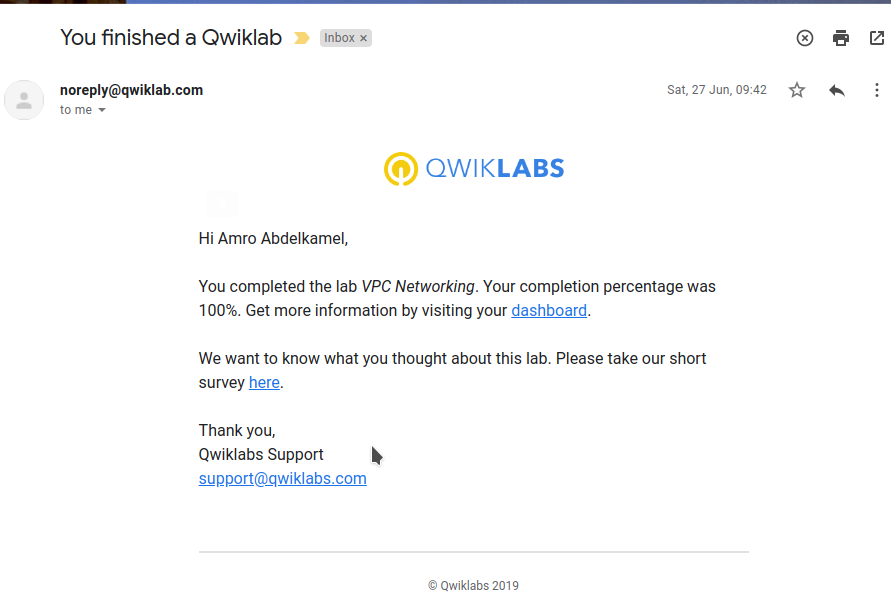 You finished a Qwiklab
Inbox ×
noreply@qwiklab.com
Sat, 27 Jun, 09:42
to me
QWIKLABS
Hi Amro Abdelkamel,
You completed the lab VPC Networking. Your completion percentage was
100%. Get more information by visiting your dashboard.
We want to know what you thought about this lab. Please take our short
survey here.
Thank you,
Qwiklabs Support
support@qwiklabs.com
© Qwiklabs 2019